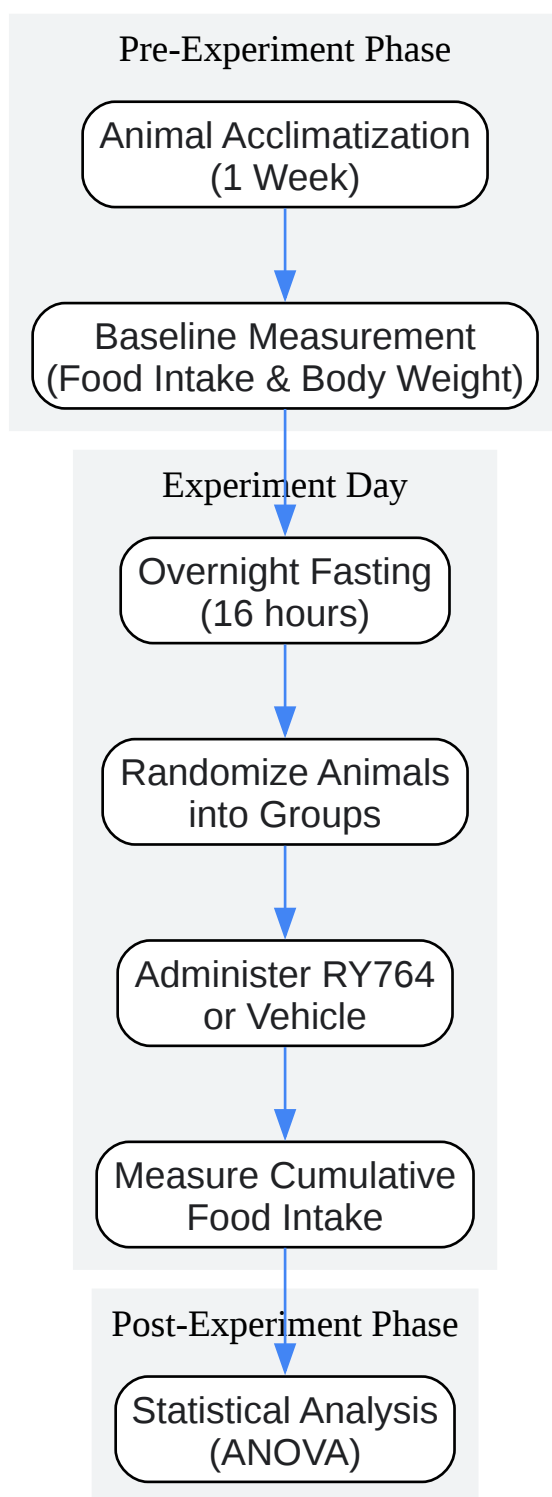 Pre-Experiment Phase
Animal Acclimatization
(1 Week)
Baseline Measurement
(Food Intake & Body Weight)
Experiment Day
Overnight Fasting
(16 hours)
Randomize Animals
into Groups
Administer RY764
or Vehicle
Measure Cumulative
Food Intake
Post-Experiment Phase
Statistical Analysis
(ANOVA)